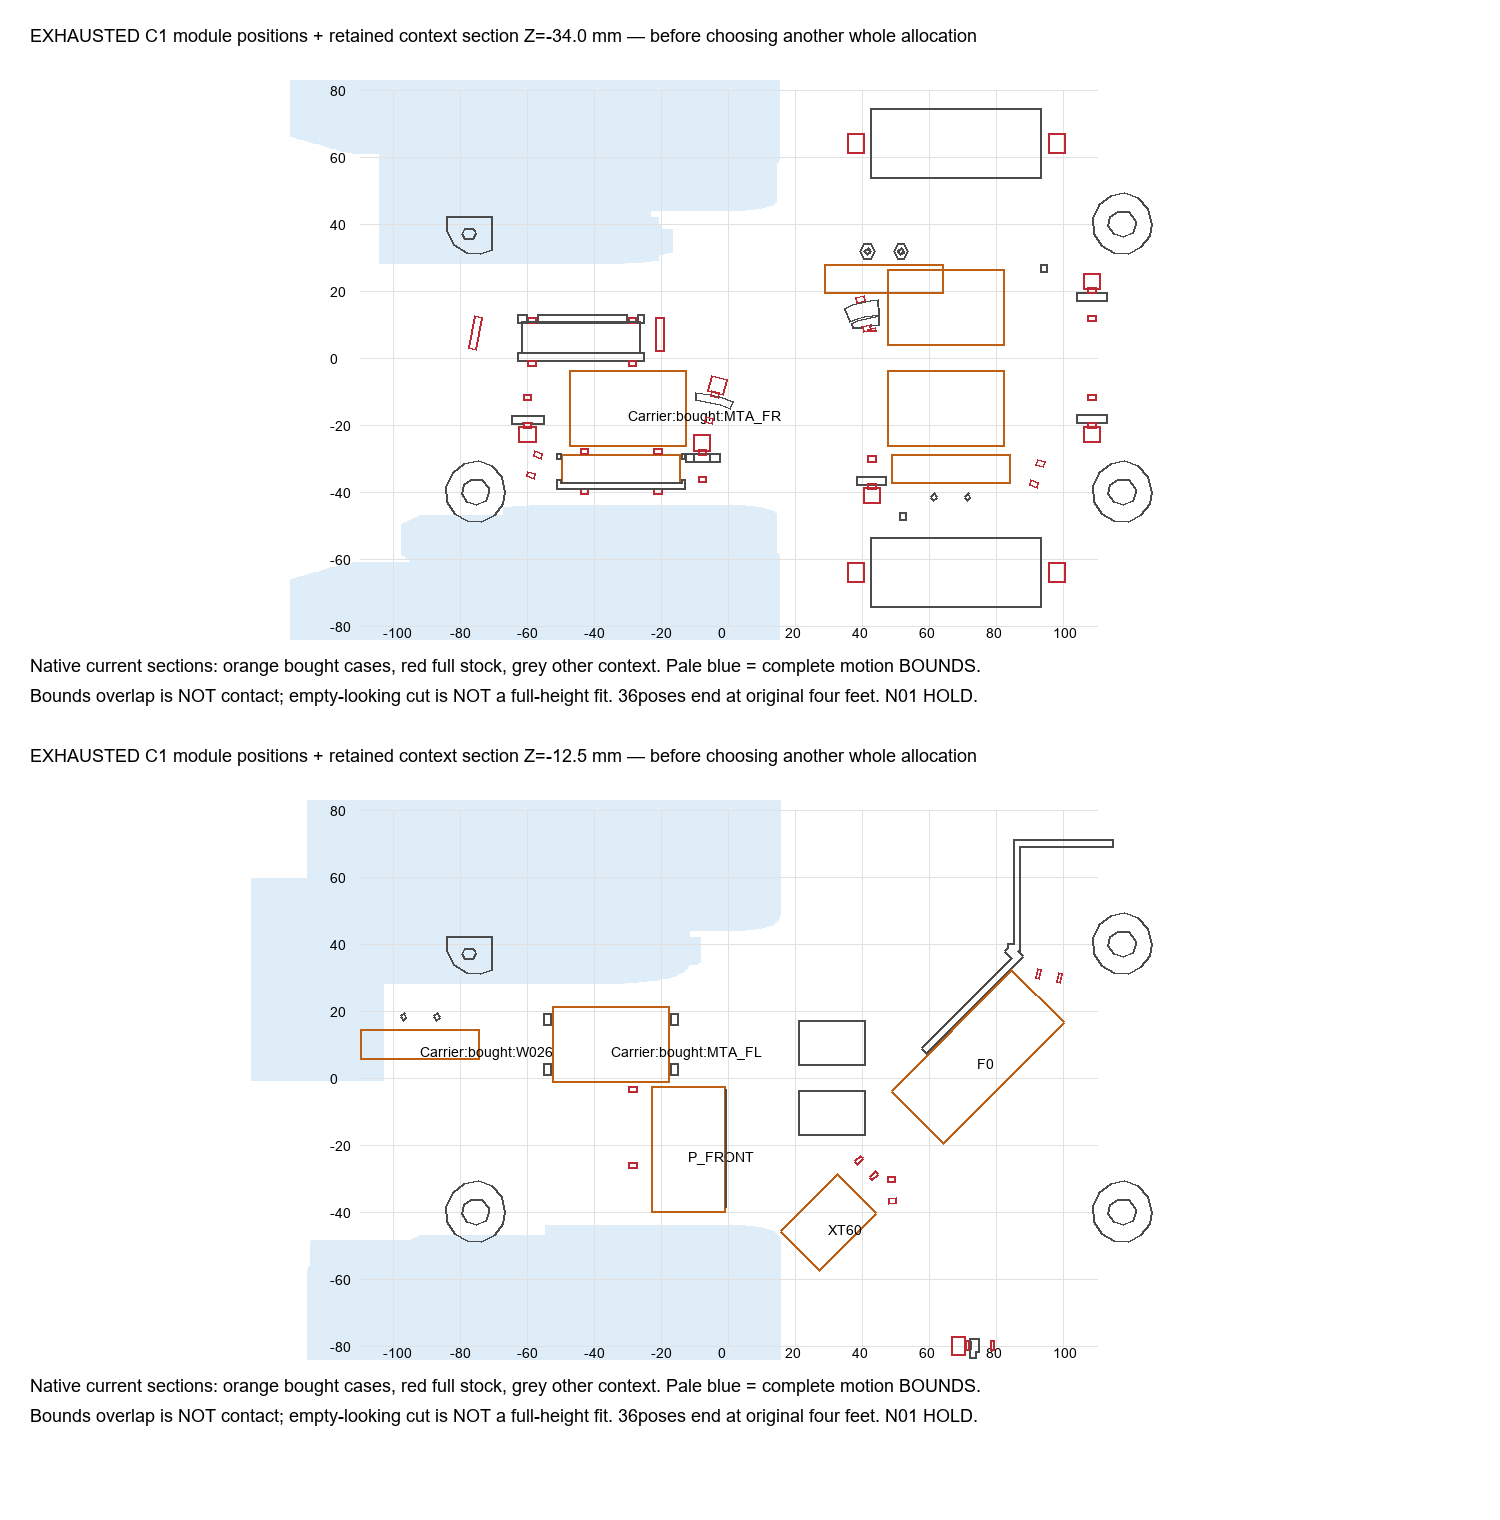 EXHAUSTED C1 module positions + retained context section Z=-34.0 mm — before choosing another whole allocation
80
60
40
20
0
Carrier:bought:MTA_FR
-20
-40
-60
-80
-100 -80 -60 -40 -20 0 20 40 60 80 100
Native current sections: orange bought cases, red full stock, grey other context. Pale blue = complete motion BOUNDS.
Bounds overlap is NOT contact; empty-looking cut is NOT a full-height fit. 36poses end at original four feet. N01 HOLD.
EXHAUSTED C1 module positions + retained context section Z=-12.5 mm — before choosing another whole allocation
80
60
40
20
Carrier:bought:W026 Carrier:bought:MTA_FL
F0
0
-20
P_FRONT
-40
XT60
-60
-80
-100 -80 -60 -40 -20 0 20 40 60 80 100
Native current sections: orange bought cases, red full stock, grey other context. Pale blue = complete motion BOUNDS.
Bounds overlap is NOT contact; empty-looking cut is NOT a full-height fit. 36poses end at original four feet. N01 HOLD.